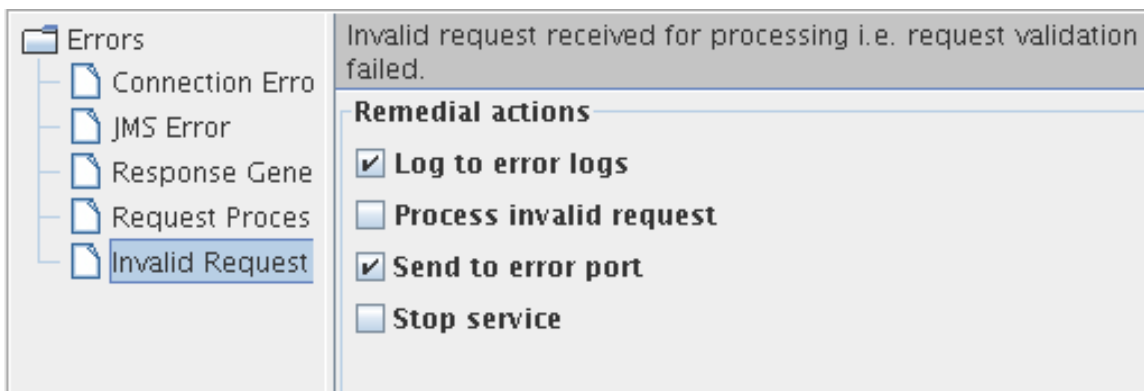 Errors
Connection Erro
JMS Error
Response Gene
Request Proces
Invalid Request
Invalid request received for processing i.e. request validation
failed.
Remedial actions
Log to error logs
Process invalid request
Send to error port
Stop service